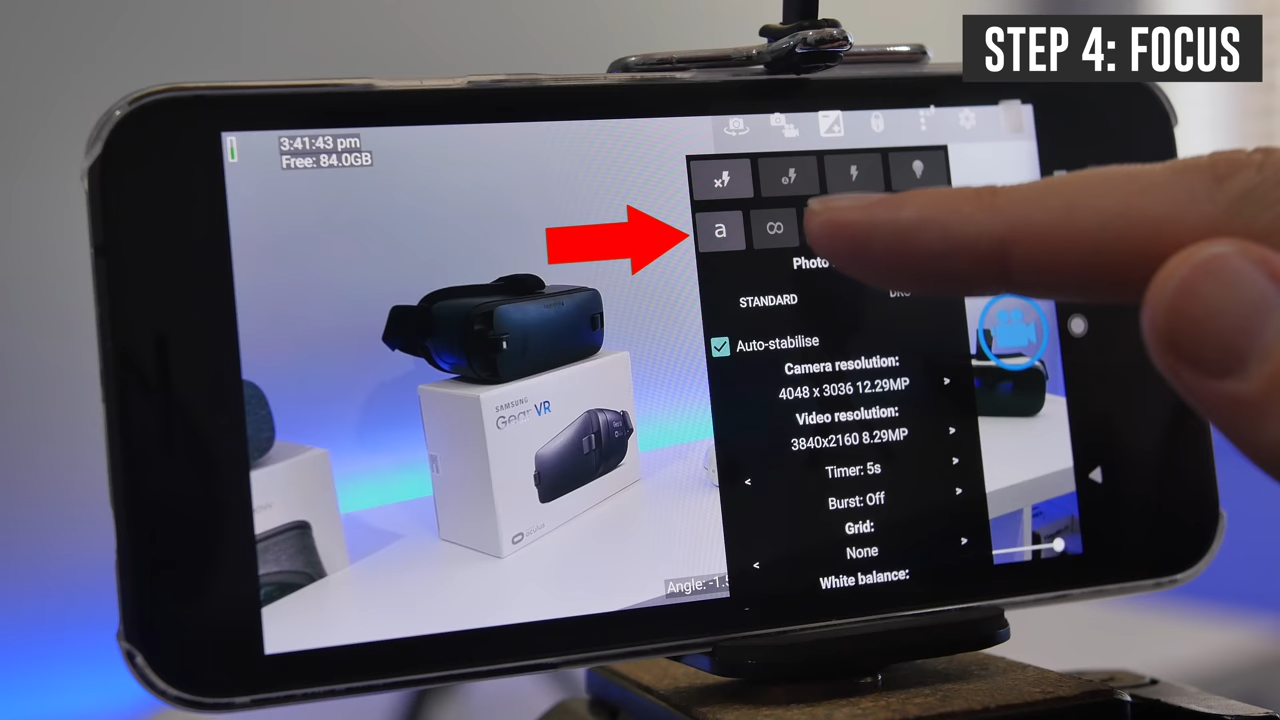 STEP 4: FOCUS
3:41:43 pm
Free: 84.0GB
a
Photo
STANDARD
Auto-stabilise
Camera resolution:
4048 x 3036 12.29MP
>
Video resolution:
3840x2160 8.29MP
>
Timer: 5s
<
>
Burst: Off
>
Grid:
None
<
>
White balance:
Angle: -1.5
SAMSUNG
Gear VR
oculus